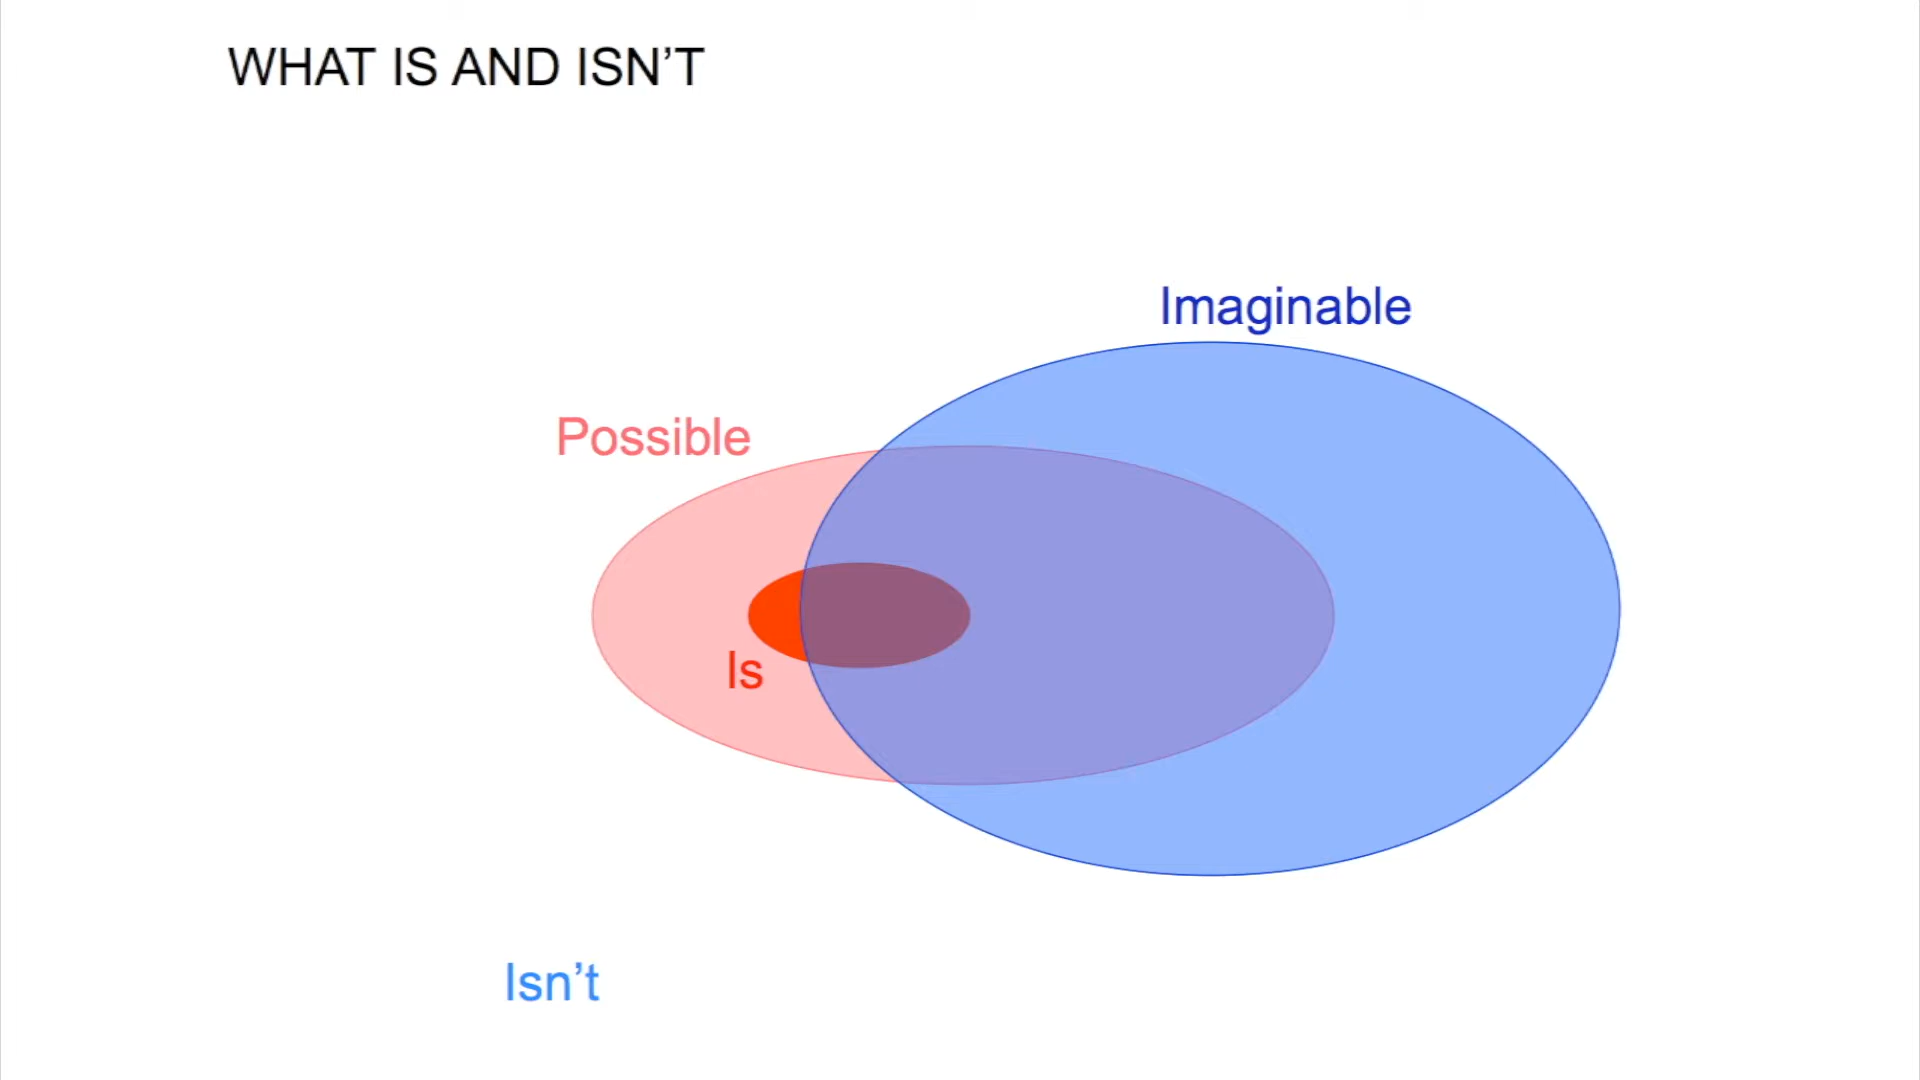 WHAT IS AND ISN’T
Imaginable
Possible
Is
Isn’t